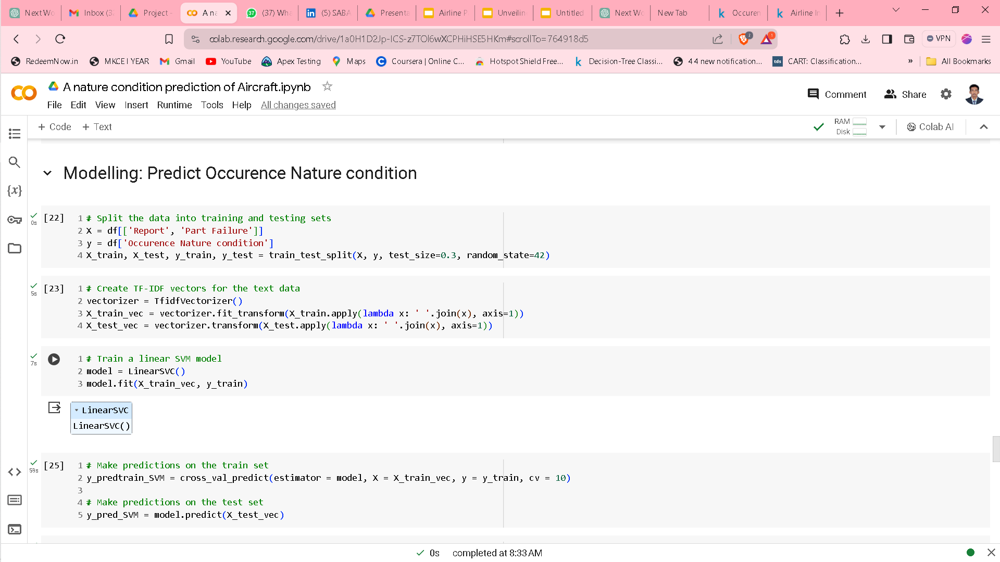 Next Wo
Inbox (3
Project -
A na
37
(37) Wha
(5) SABA
Presenta
Airline P
Unveilin
Untitled
Next Wo
New Tab
Occuren
Airline In
colab.research.google.com/drive/1a0H1D2Jp-ICS-z7TOl6wXCPHiHSE5HKm#scrollTo=764918d5
2
1
VPN
RedeemNow.in
MKCE I YEAR
Gmail
YouTube
Apex Testing
Maps
Coursera | Online C...
Hotspot Shield Free...
Decision-Tree Classi...
4 4 new notification...
tds
CART: Classification...
»
All Bookmarks
A nature condition prediction of Aircraft.ipynb
File Edit View Insert Runtime Tools Help All changes saved
Comment
Share
+ Code + Text
RAM
Disk
Colab AI
Modelling: Predict Occurence Nature condition
0s
[22]
1 # Split the data into training and testing sets
2 X = df[['Report', 'Part Failure']]
3 y = df['Occurence Nature condition']
4 X_train, X_test, y_train, y_test = train_test_split(X, y, test_size=0.3, random_state=42)
5s
[23]
1 # Create TF-IDF vectors for the text data
2 vectorizer = TfidfVectorizer()
3 X_train_vec = vectorizer.fit_transform(X_train.apply(lambda x: ' '.join(x), axis=1))
4 X_test_vec = vectorizer.transform(X_test.apply(lambda x: ' '.join(x), axis=1))
7s
1 # Train a linear SVM model
2 model = LinearSVC()
3 model.fit(X_train_vec, y_train)
LinearSVC
LinearSVC()
59s
[25]
1 # Make predictions on the train set
2 y_predtrain_SVM = cross_val_predict(estimator = model, X = X_train_vec, y = y_train, cv = 10)
3
4 # Make predictions on the test set
5 y_pred_SVM = model.predict(X_test_vec)
0s completed at 8:33 AM